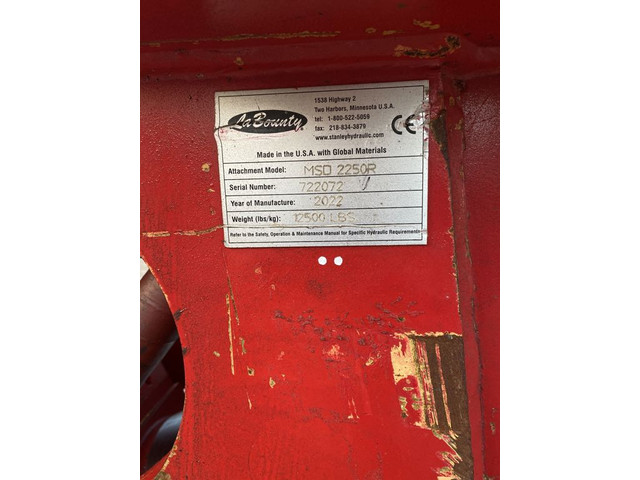 LaBounty
1538 Highway 2
Two Harbors, Minnesota U.S.A.
tel: 1-800-522-5059
fax: 218-834-3879
www.stanleyhydraulic.com
CE
Made in the U.S.A. with Global Materials
Attachment Model: MSD 2250R
Serial Number: 722072
Year of Manufacture: 2022
Weight (lbs/kg): 12500 LBS
Refer to the Safety, Operation & Maintenance Manual for Specific Hydraulic Requirements